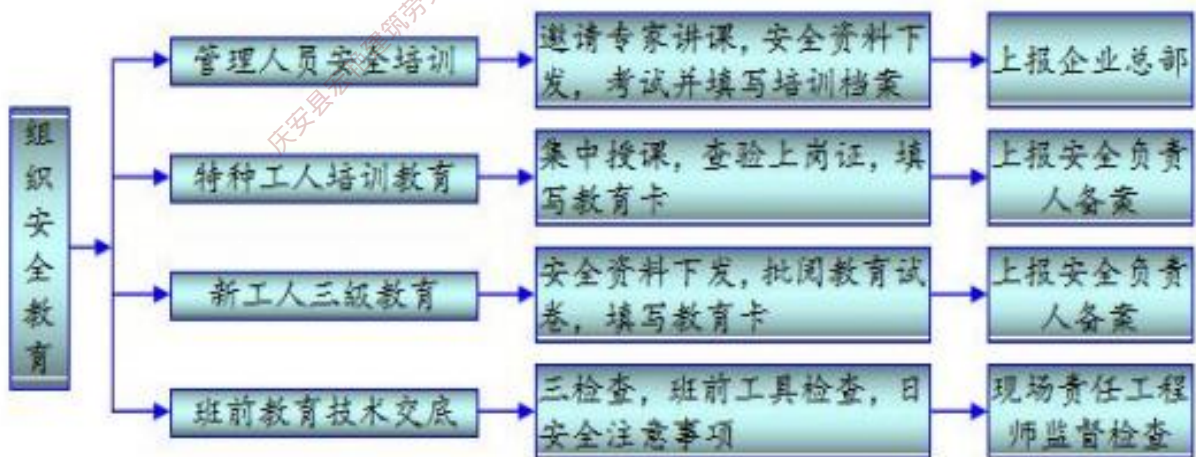 组织安全教育
管理人员安全培训
邀请专家讲课，安全资料下
发，考试并填写培训档案
上报企业总部
特种工人培训教育
集中授课，查验上岗证，填
写教育卡
上报安全负责
人备案
新工人三级教育
安全资料下发，批阅教育试
卷，填写教育卡
上报安全负责
人备案
班前教育技术交底
三检查，班前工具检查，日
安全注意事项
现场责任工程
师监督检查
庆安县